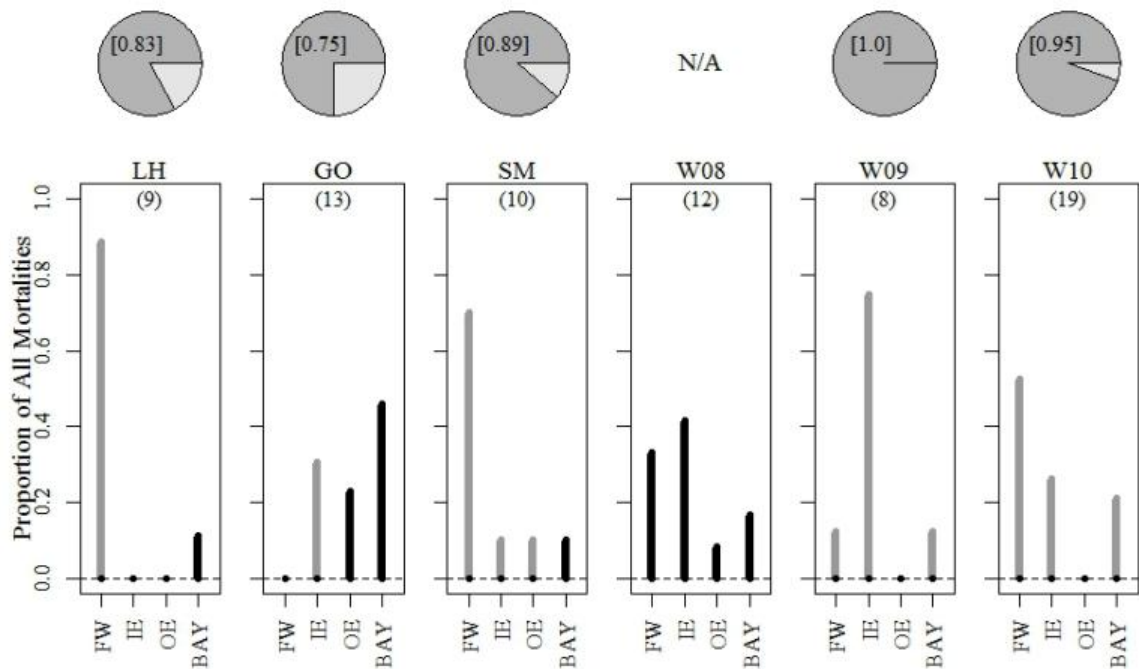 [0.83] [0.75] [0.89] N/A [1.0] [0.95]
LH GO SM W08 W09 W10
(9) (13) (10) (12) (8) (19)
Proportion of All Mortalities
1.0
0.8
0.6
0.4
0.2
0.0
FW IE OE BAY FW IE OE BAY FW IE OE BAY FW IE OE BAY FW IE OE BAY FW IE OE BAY